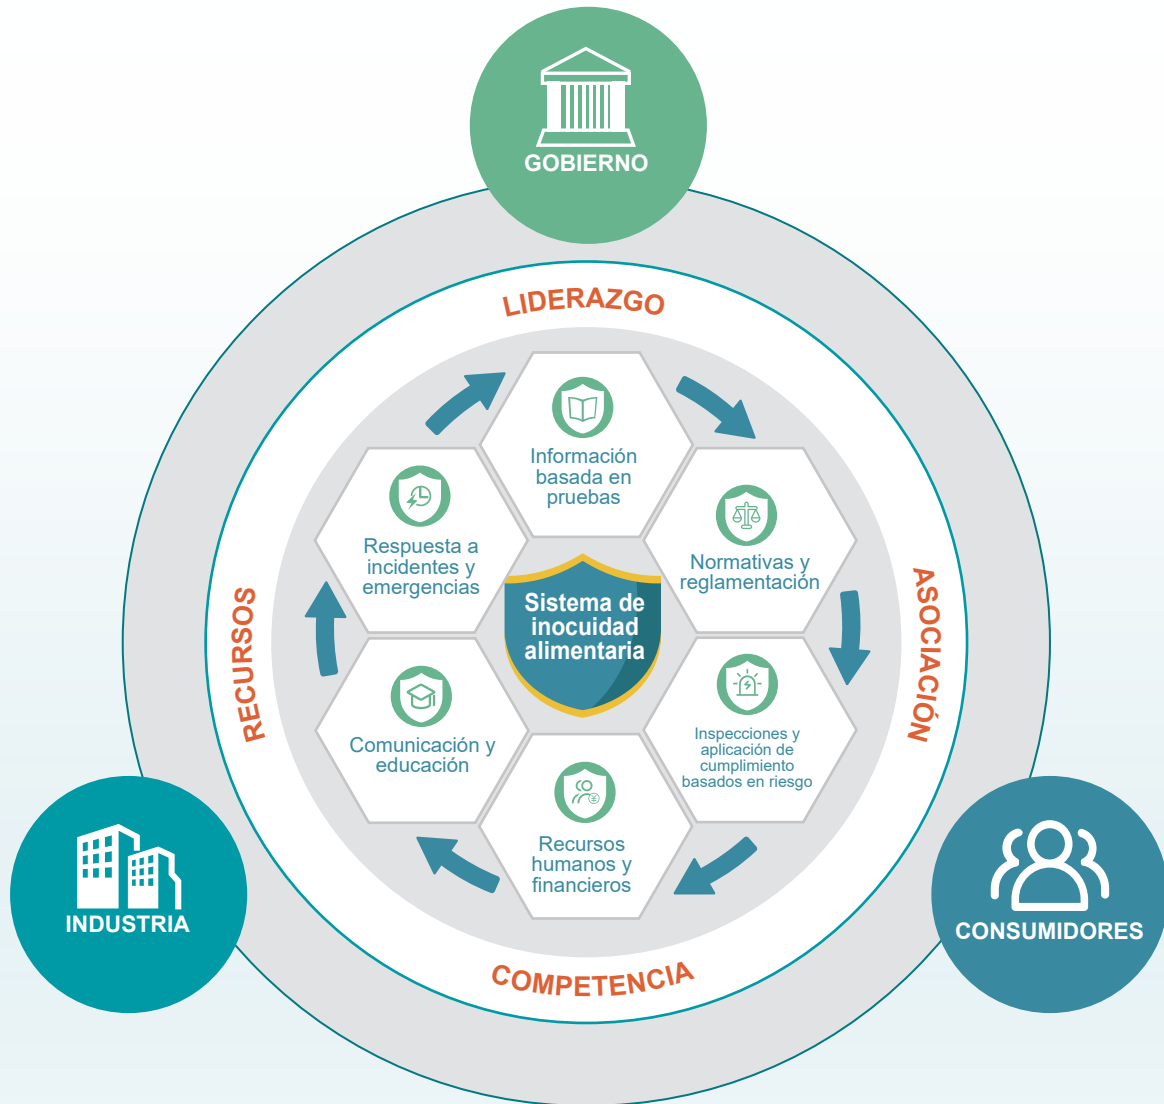 GOBIERNO
LIDERAZGO
Información
basada en
pruebas
Respuesta a
incidentes y
emergencias
Normativas y
reglamentación
Sistema de
inocuidad
alimentaria
RECURSOS
ASOCIACIÓN
Comunicación y
educación
Inspecciones y
aplicación de
cumplimiento
basados en riesgo
Recursos
humanos y
financieros
COMPETENCIA
INDUSTRIA
CONSUMIDORES